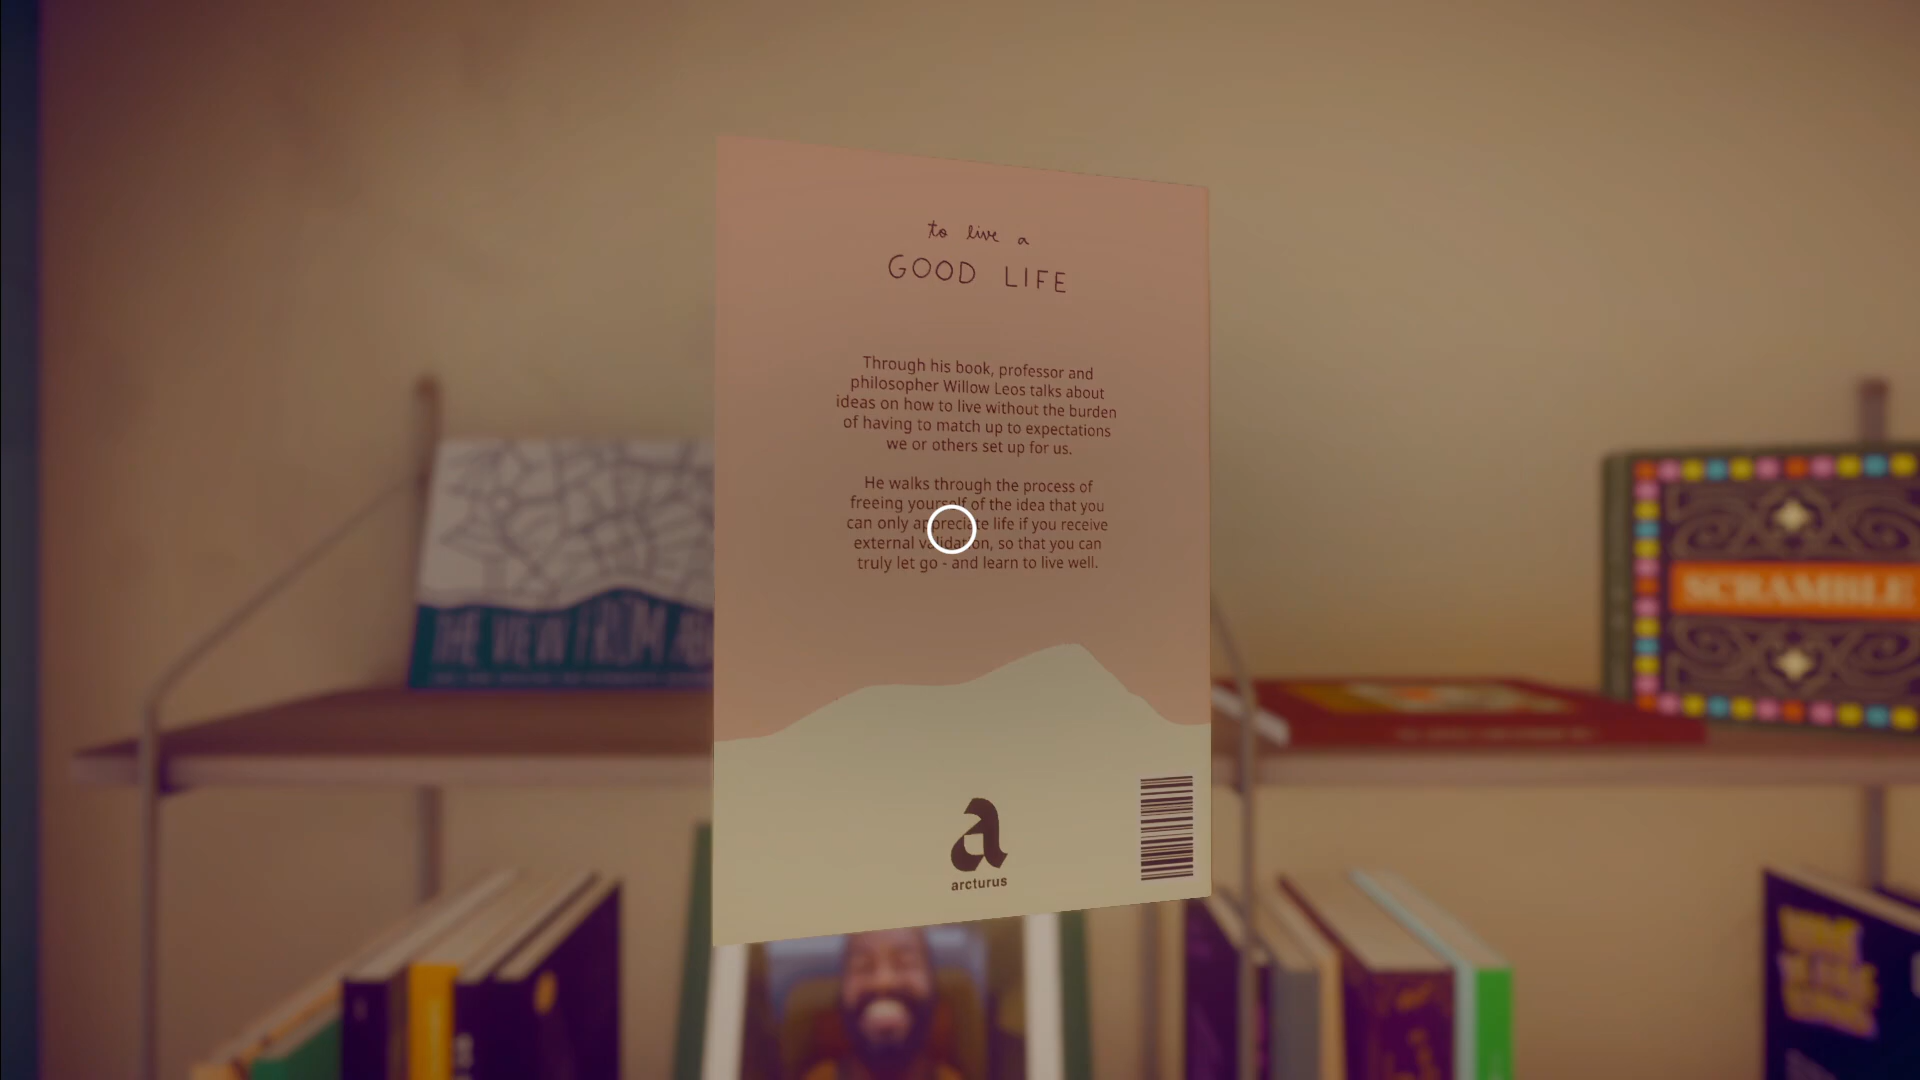 to live a
GOOD LIFE
Through his book, professor and
philosopher Willow Leos talks about
ideas on how to live without the burden
of having to match up to expectations
we or others set up for us.
He walks through the process of
freeing yourself of the idea that you
can only appreciate life if you receive
external validation, so that you can
truly let go - and learn to live well.
a
arcturus
THE VIEW FROM
SCRAMBLE